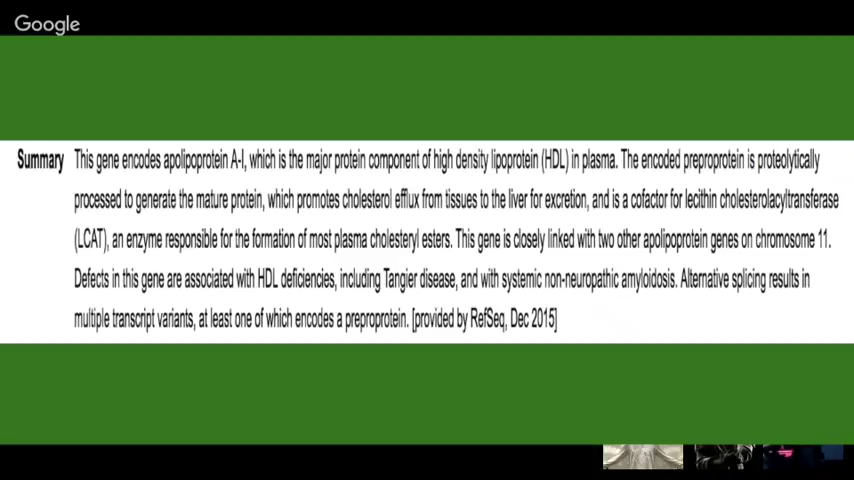 Google
Summary This gene encodes apolipoprotein A-I, which is the major protein component of high density lipoprotein (HDL) in plasma. The encoded preproprotein is proteolytically
processed to generate the mature protein, which promotes cholesterol efflux from tissues to the liver for excretion, and is a cofactor for lecithin cholesterolacyltransferase
(LCAT), an enzyme responsible for the formation of most plasma cholesteryl esters. This gene is closely linked with two other apolipoprotein genes on chromosome 11.
Defects in this gene are associated with HDL deficiencies, including Tangier disease, and with systemic non-neuropathic amyloidosis. Alternative splicing results in
multiple transcript variants, at least one of which encodes a preproprotein. [provided by RefSeq, Dec 2015]